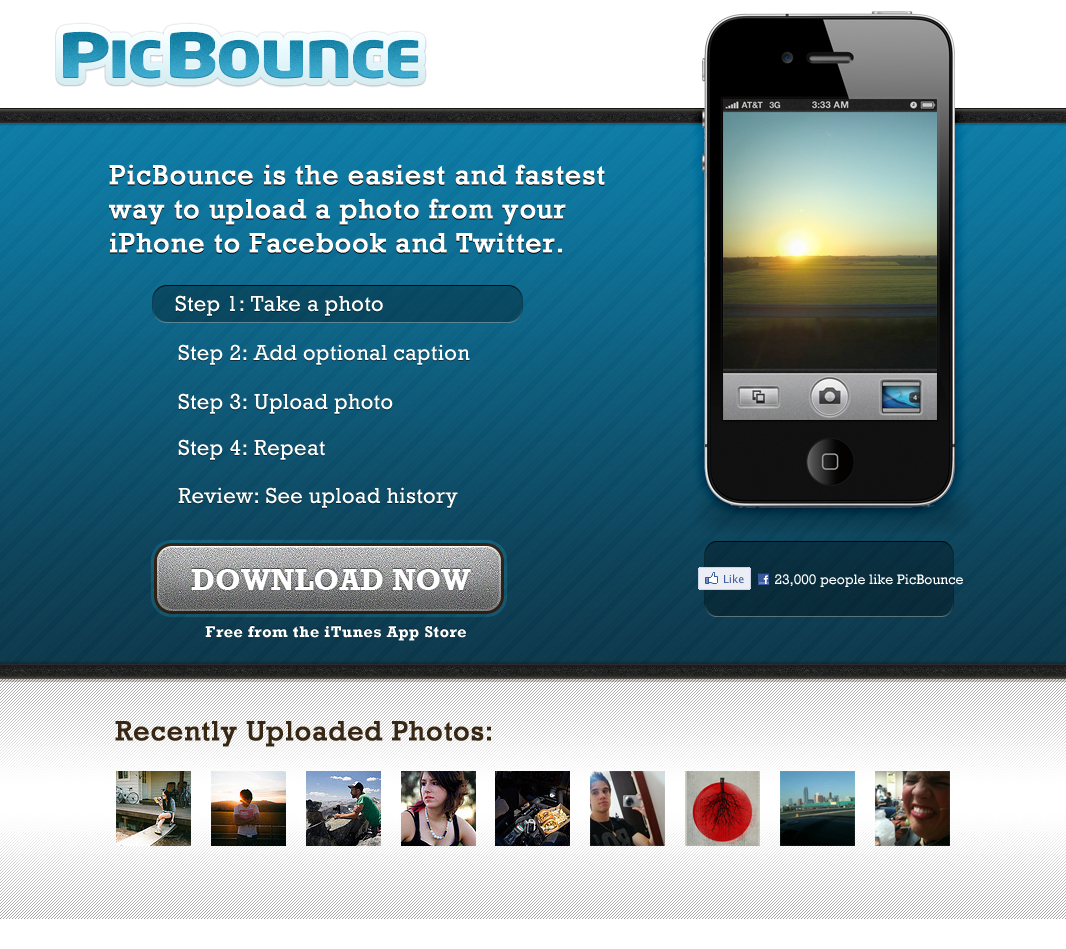 PicBounce
AT&T 3G 3:33 AM
PicBounce is the easiest and fastest
way to upload a photo from your
iPhone to Facebook and Twitter.
Step 1: Take a photo
Step 2: Add optional caption
Step 3: Upload photo
Step 4: Repeat
Review: See upload history
4
DOWNLOAD NOW
Free from the iTunes App Store
Like f 23,000 people like PicBounce
Recently Uploaded Photos: